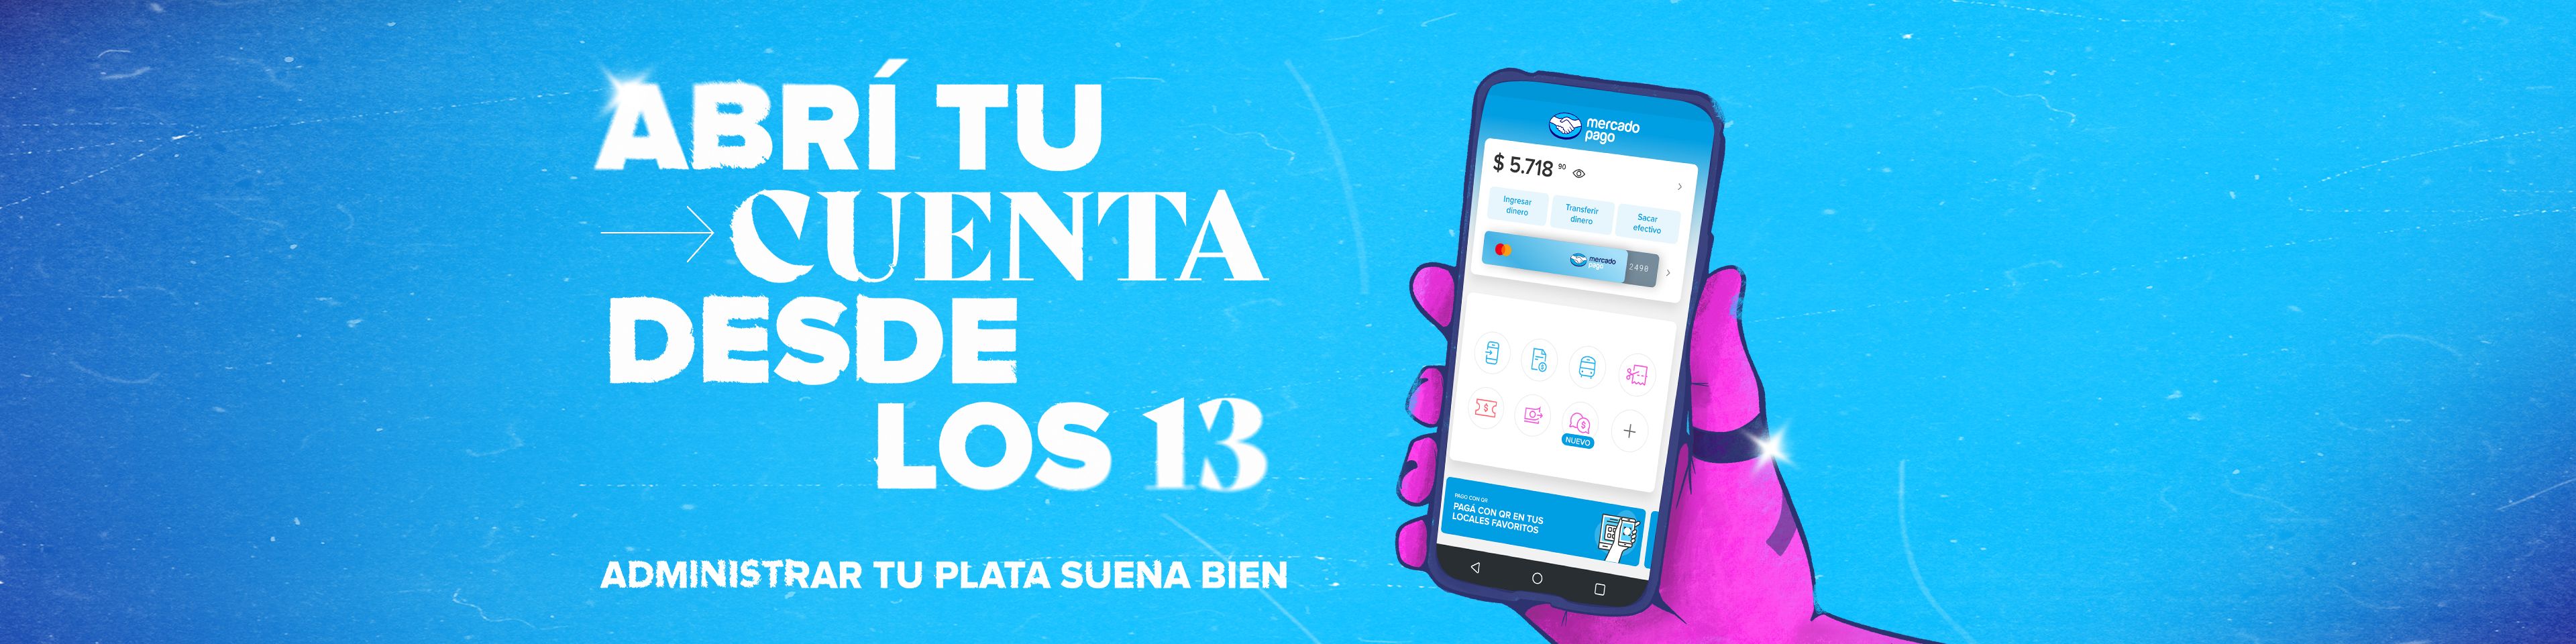 ABRÍ TU
CUENTA
DESDE
LOS 13
ADMINISTRAR TU PLATA SUENA BIEN
mercado
pago
$ 5.718 90
Ingresar
dinero
Transferir
dinero
Sacar
efectivo
mercado
pago
2498
NUEVO
PAGO CON QR
PAGÁ CON QR EN TUS
LOCALES FAVORITOS